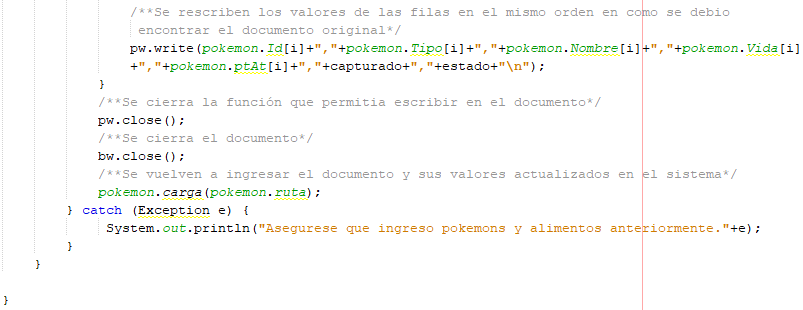 /**Se rescriben los valores de las filas en el mismo orden en como se debio
encontrar el documento original*/
pw.write(pokemon.Id[i]+","+pokemon.Tipo[i]+","+pokemon.Nombre[i]+","+pokemon.Vida[i]
+","+pokemon.ptAt[i]+","+capturado+","+estado+"\n");
}
/**Se cierra la función que permitia escribir en el documento*/
pw.close();
/**Se cierra el documento*/
bw.close();
/**Se vuelven a ingresar el documento y sus valores actualizados en el sistema*/
pokemon.carga(pokemon.ruta);
} catch (Exception e) {
System.out.println("Asegurese que ingreso pokemons y alimentos anteriormente."+e);
}
}
}